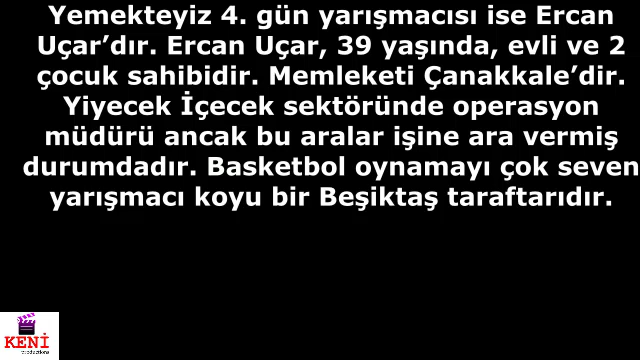 Yemekteyiz 4. gün yarışmacısı ise Ercan
Uçar’dır. Ercan Uçar, 39 yaşında, evli ve 2
çocuk sahibidir. Memleketi Çanakkale’dir.
Yiyecek İçecek sektöründe operasyon
müdürü ancak bu aralar işine ara vermiş
durumdadır. Basketbol oynamayı çok seven
yarışmacı koyu bir Beşiktaş taraftarıdır.
KENİ
Productions